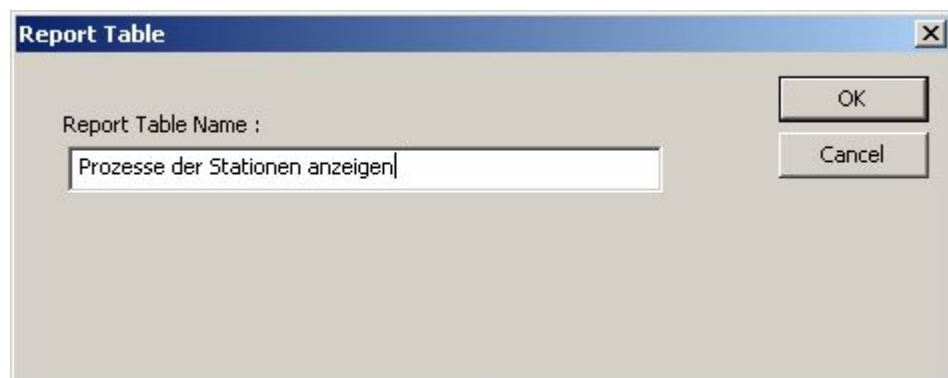 Report Table
OK
Report Table Name :
Cancel
Prozesse der Stationen anzeigen